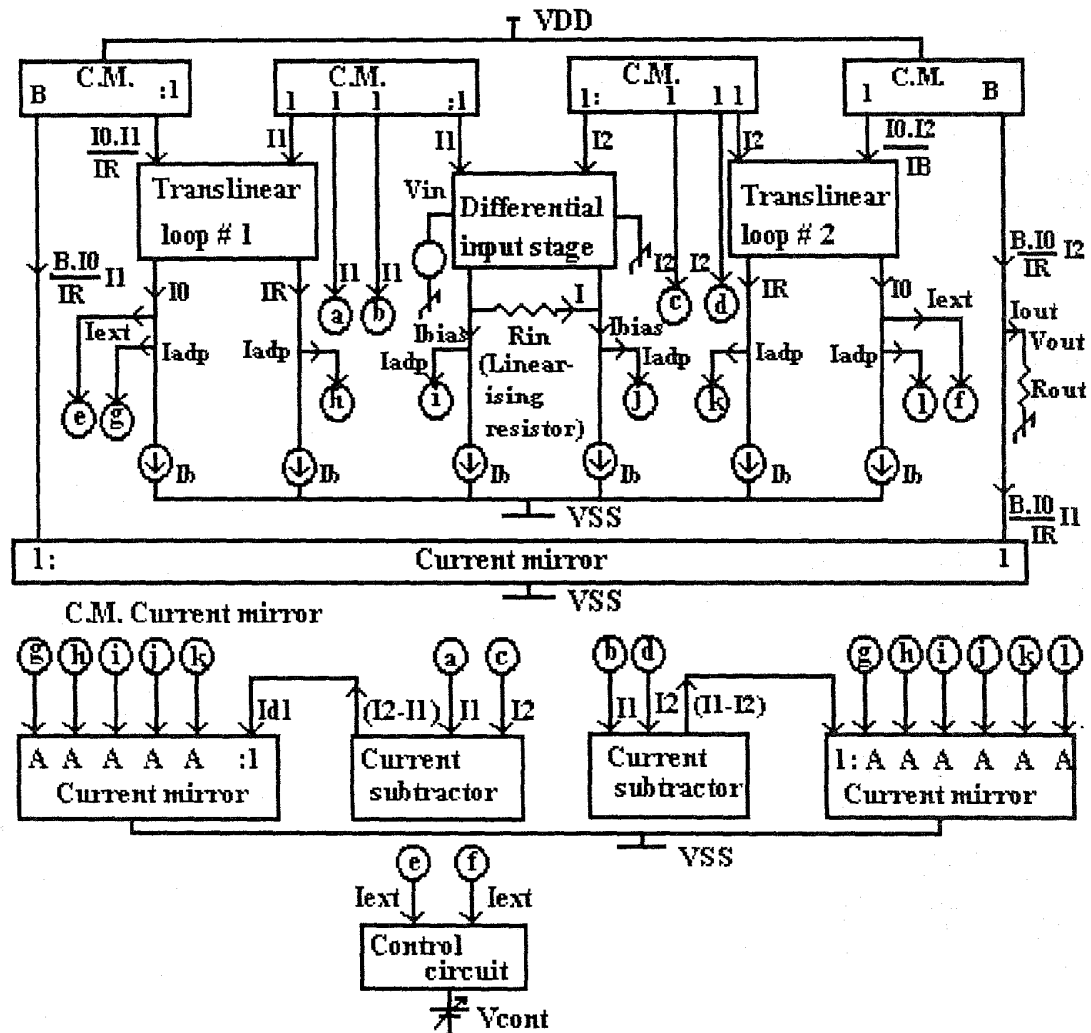 VDD
C.M.
B :1
C.M.
1 1 1 :1
C.M.
1: 1 1 1
C.M.
1 B
I0.I1
IR
I1
I1
I2
I2
I0.I2
IB
Translinear
loop # 1
Vin
Differential
input stage
Translinear
loop # 2
B.I0
IR
I1
I0
IR
I1
I1
a
b
I2
I2
c
d
IR
I0
B.I0
IR
I2
Iext
Iadp
Iadp
Ibias
Iadp
I
Rin
(Linear-
ising
resistor)
Ibias
Iadp
Iadp
Iadp
Iext
Iout
Vout
Rout
e
g
h
i
j
k
l
f
Ib
Ib
Ib
Ib
Ib
Ib
VSS
B.I0
IR
I1
1: Current mirror 1
VSS
C.M. Current mirror
g h i j k
a c
b d
g h i j k l
Id1
(I2-I1)
I1
I2
I1
I2
(I1-I2)
A A A A A :1
Current mirror
Current
subtractor
Current
subtractor
1: A A A A A A
Current mirror
VSS
e f
Iext Iext
Control
circuit
Vcont